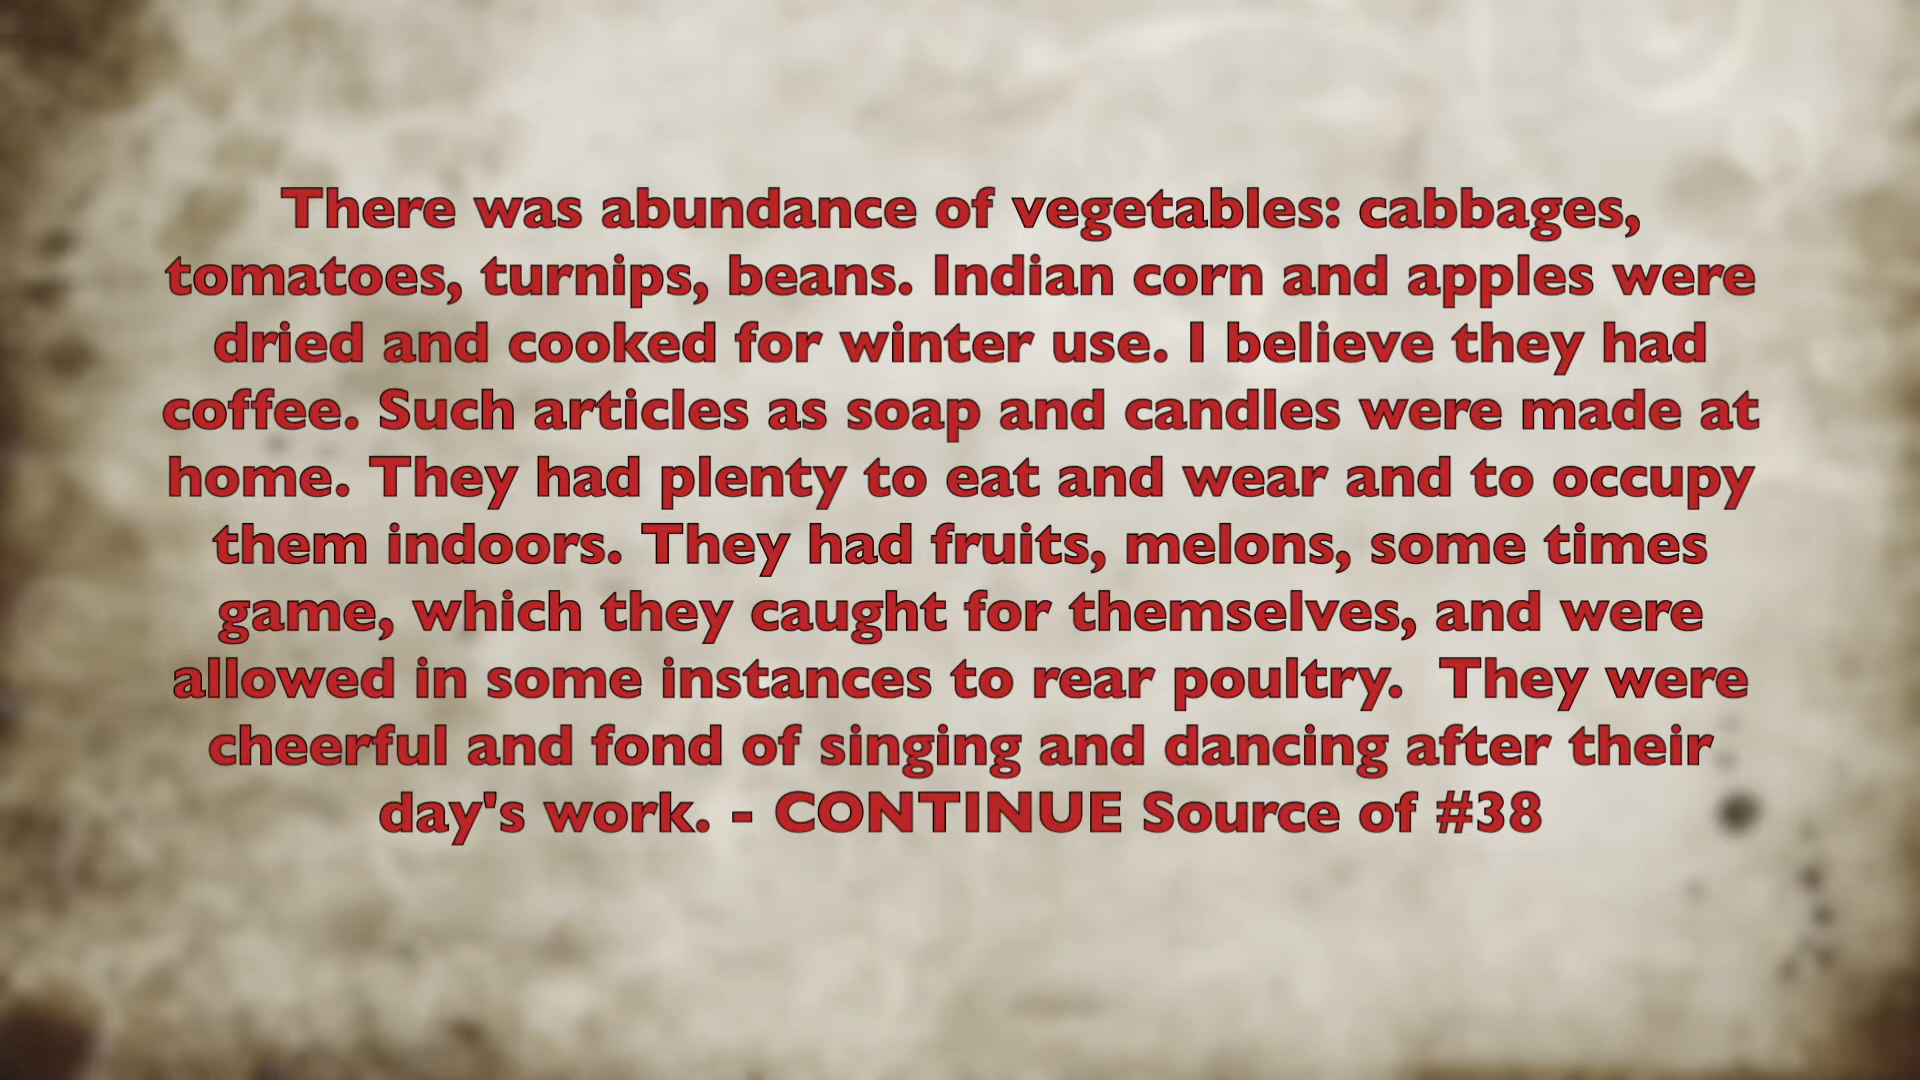 There was abundance of vegetables: cabbages,
tomatoes, turnips, beans. Indian corn and apples were
dried and cooked for winter use. I believe they had
coffee. Such articles as soap and candles were made at
home. They had plenty to eat and wear and to occupy
them indoors. They had fruits, melons, some times
game, which they caught for themselves, and were
allowed in some instances to rear poultry.  They were
cheerful and fond of singing and dancing after their
day's work. - CONTINUE Source of #38